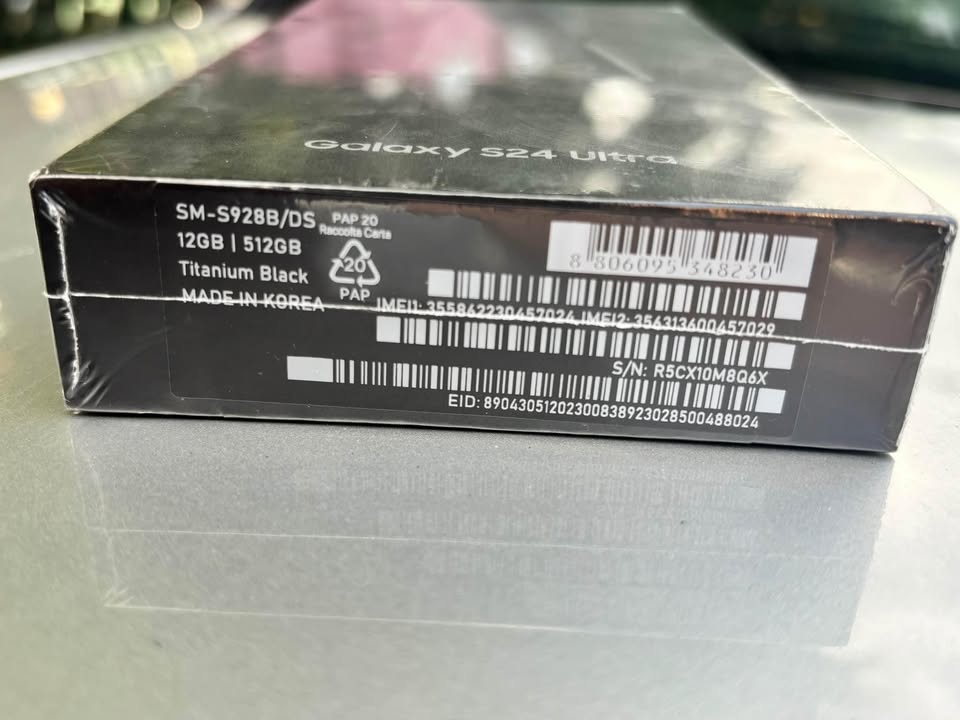 Galaxy S24 Ultra
SM-S928B/DS
12GB | 512GB
Titanium Black
MADE IN KOREA
PAP 20
Raccolta Carta
20
PAP
8 806095 348230
IMEI1: 355862230457024, IMEI2: 356313600457029
S/N: R5CX10M8Q6X
EID: 89043051202300838923028500488024